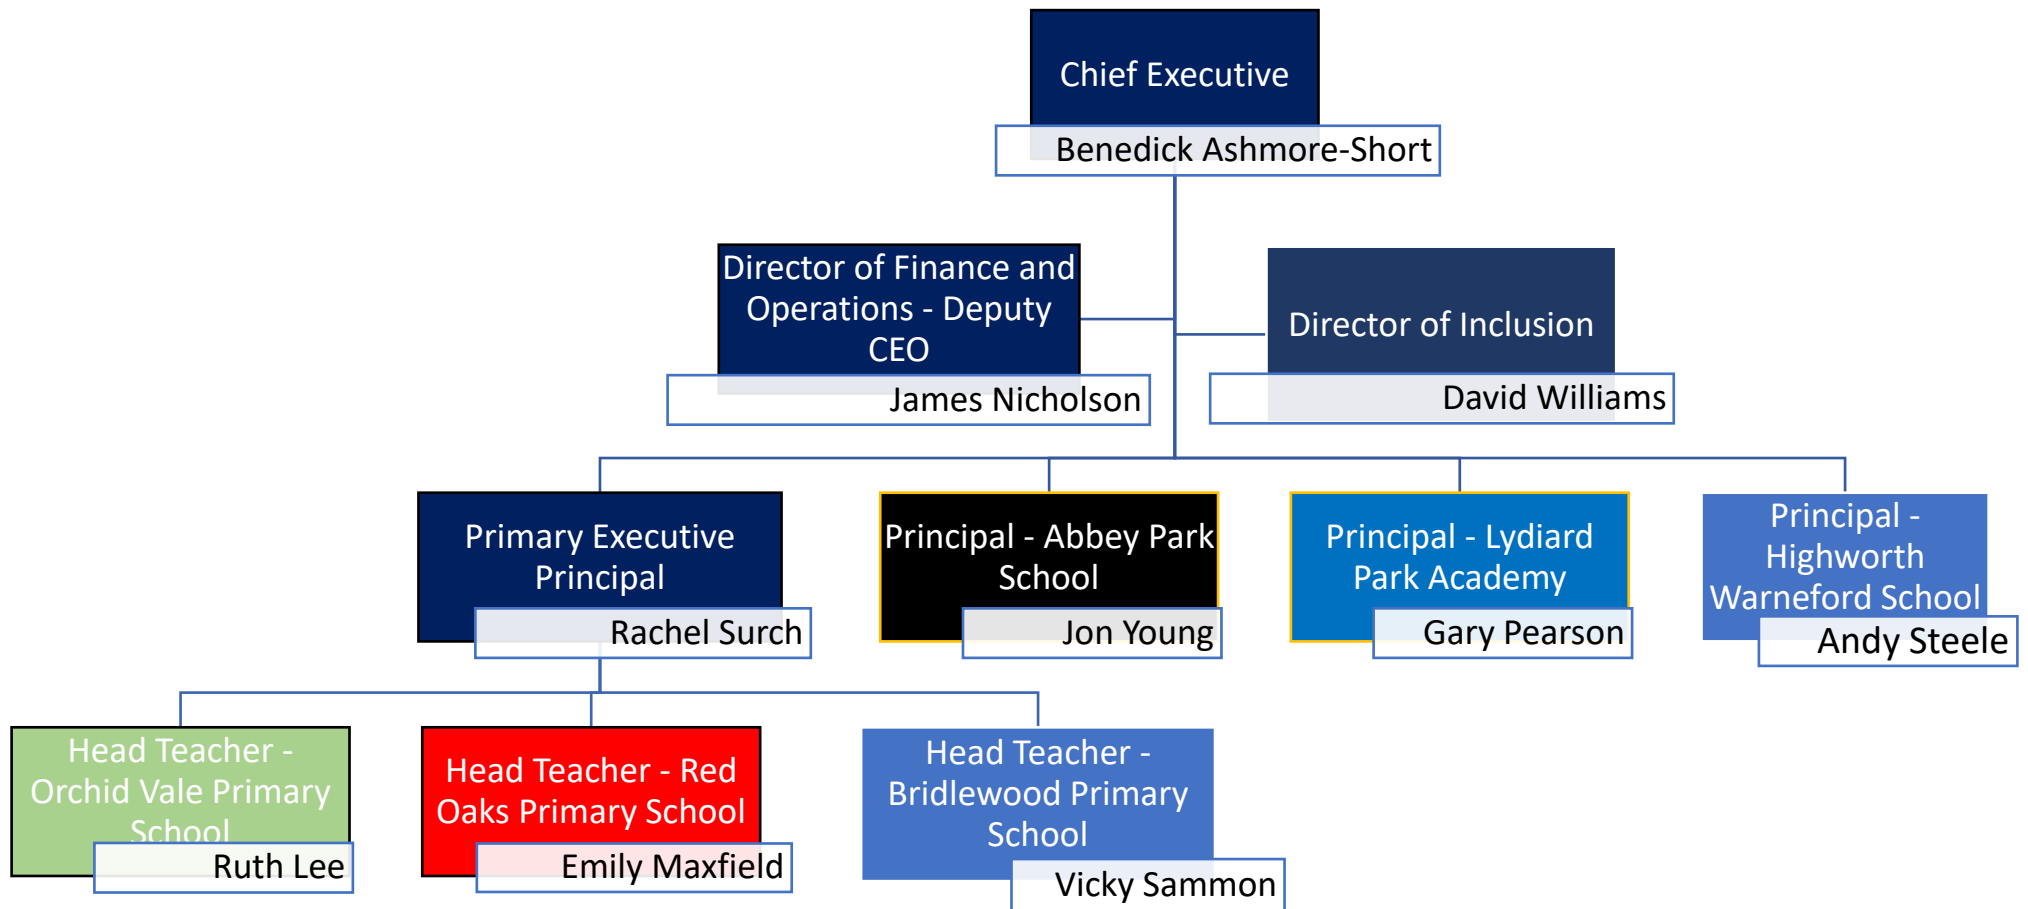 Chief Executive
Benedick Ashmore-Short
Director of Finance and
Operations - Deputy
CEO
James Nicholson
Director of Inclusion
David Williams
Primary Executive
Principal
Rachel Surch
Principal - Abbey Park
School
Jon Young
Principal - Lydiard
Park Academy
Gary Pearson
Principal -
Highworth
Warneford School
Andy Steele
Head Teacher -
Orchid Vale Primary
School
Ruth Lee
Head Teacher - Red
Oaks Primary School
Emily Maxfield
Head Teacher -
Bridlewood Primary
School
Vicky Sammon